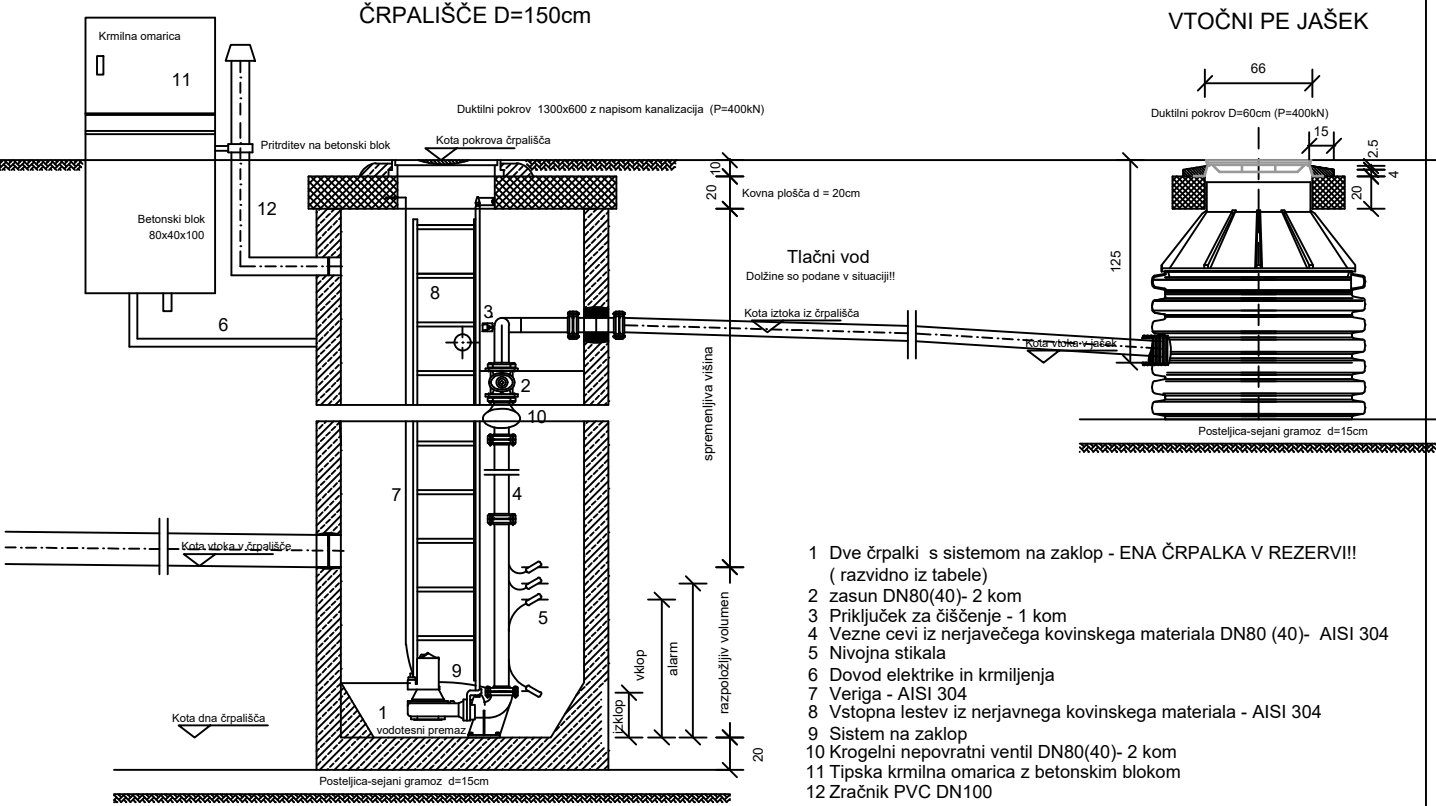 ČRPALIŠČE D=150cm
VTOČNI PE JAŠEK
Krmilna omarica
11
66
Duktilni pokrov 1300x600 z napisom kanalizacija (P=400kN)
Duktilni pokrov D=60cm (P=400kN)
15
Pritrditev na betonski blok
Kota pokrova črpališča
10
2.5
4
20
Kovna plošča d = 20cm
20
12
Betonski blok
80x40x100
Tlačni vod
Dolžine so podane v situaciji!!
125
8
3
Kota iztoka iz črpališča
6
Kota vtoka v jašek
2
10
spremenljiva višina
Posteljica-sejani gramoz d=15cm
7
4
Kota vtoka v črpališče
5
vklop
alarm
razpoložljiv volumen
izklop
9
1
Kota dna črpališča
vodotesni premaz
20
Posteljica-sejani gramoz d=15cm
1 Dve črpalki s sistemom na zaklop - ENA ČRPALKA V REZERVI!!
( razvidno iz tabele)
2 zasun DN80(40)- 2 kom
3 Priključek za čiščenje - 1 kom
4 Vezne cevi iz nerjavečega kovinskega materiala DN80 (40)- AISI 304
5 Nivojna stikala
6 Dovod elektrike in krmiljenja
7 Veriga - AISI 304
8 Vstopna lestev iz nerjavnega kovinskega materiala - AISI 304
9 Sistem na zaklop
10 Krogelni nepovratni ventil DN80(40)- 2 kom
11 Tipska krmilna omarica z betonskim blokom
12 Zračnik PVC DN100